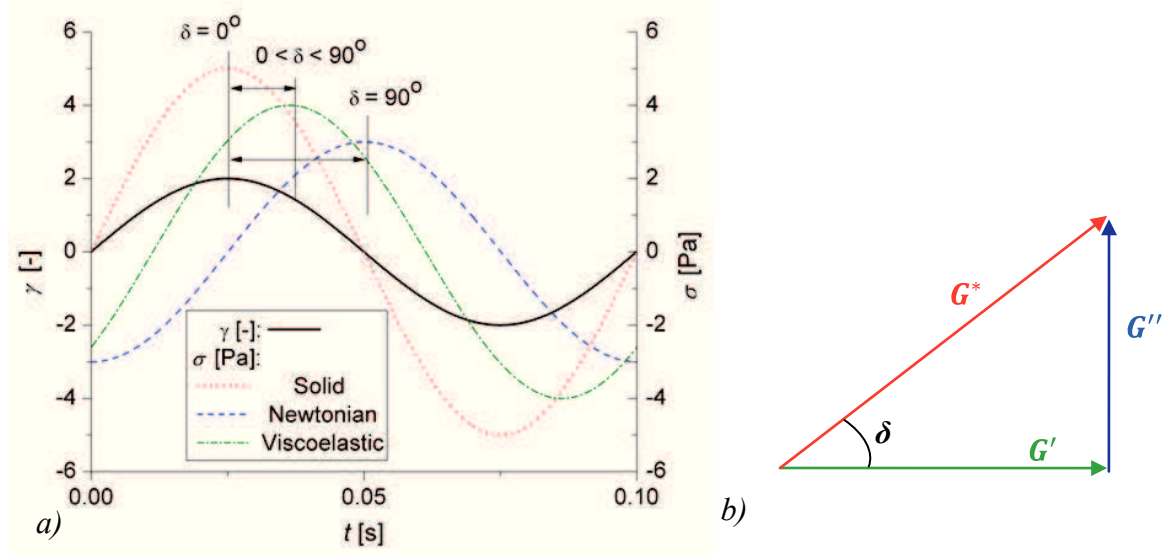 δ = 0°
0 < δ < 90°
δ = 90°
6
4
2
0
-2
-4
-6
γ [-]
6
4
2
0
-2
-4
-6
σ [Pa]
γ [-]:
σ [Pa]:
Solid
Newtonian
Viscoelastic
0.00
0.05
0.10
t [s]
a)
G*
G''
δ
G'
b)